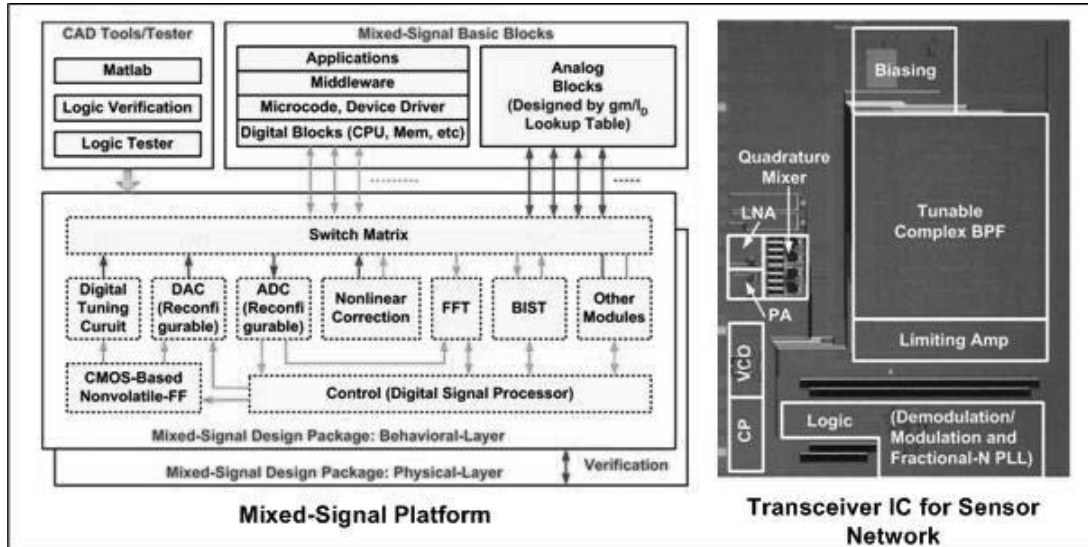 CAD Tools/Tester
Matlab
Logic Verification
Logic Tester
Mixed-Signal Basic Blocks
Applications
Middleware
Microcode, Device Driver
Digital Blocks (CPU, Mem, etc)
Analog
Blocks
(Designed by gm/ID
Lookup Table)
Switch Matrix
Digital
Tuning
Curuit
DAC
(Reconfi
gurable)
ADC
(Reconfi
gurable)
Nonlinear
Correction
FFT
BIST
Other
Modules
CMOS-Based
Nonvolatile-FF
Control (Digital Signal Processor)
Mixed-Signal Design Package: Behavioral-Layer
Mixed-Signal Design Package: Physical-Layer
Verification
Mixed-Signal Platform
Biasing
Quadrature
Mixer
LNA
Tunable
Complex BPF
PA
Limiting Amp
VCO
CP
Logic
(Demodulation/
Modulation and
Fractional-N PLL)
Transceiver IC for Sensor
Network